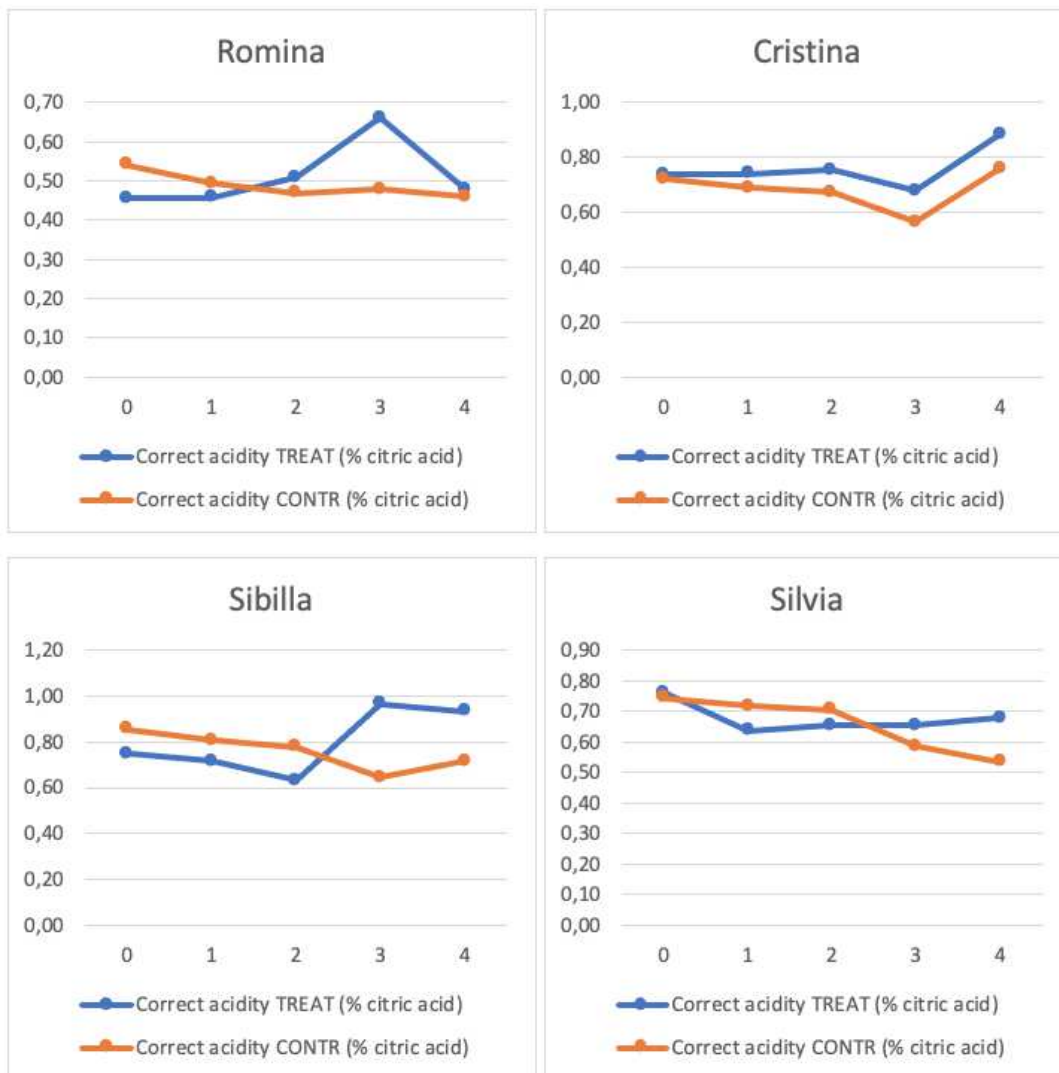 Romina
0,70
0,60
0,50
0,40
0,30
0,20
0,10
0,00
0 1 2 3 4
Correct acidity TREAT (% citric acid)
Correct acidity CONTR (% citric acid)
Cristina
1,00
0,80
0,60
0,40
0,20
0,00
0 1 2 3 4
Correct acidity TREAT (% citric acid)
Correct acidity CONTR (% citric acid)
Sibilla
1,20
1,00
0,80
0,60
0,40
0,20
0,00
0 1 2 3 4
Correct acidity TREAT (% citric acid)
Correct acidity CONTR (% citric acid)
Silvia
0,90
0,80
0,70
0,60
0,50
0,40
0,30
0,20
0,10
0,00
0 1 2 3 4
Correct acidity TREAT (% citric acid)
Correct acidity CONTR (% citric acid)